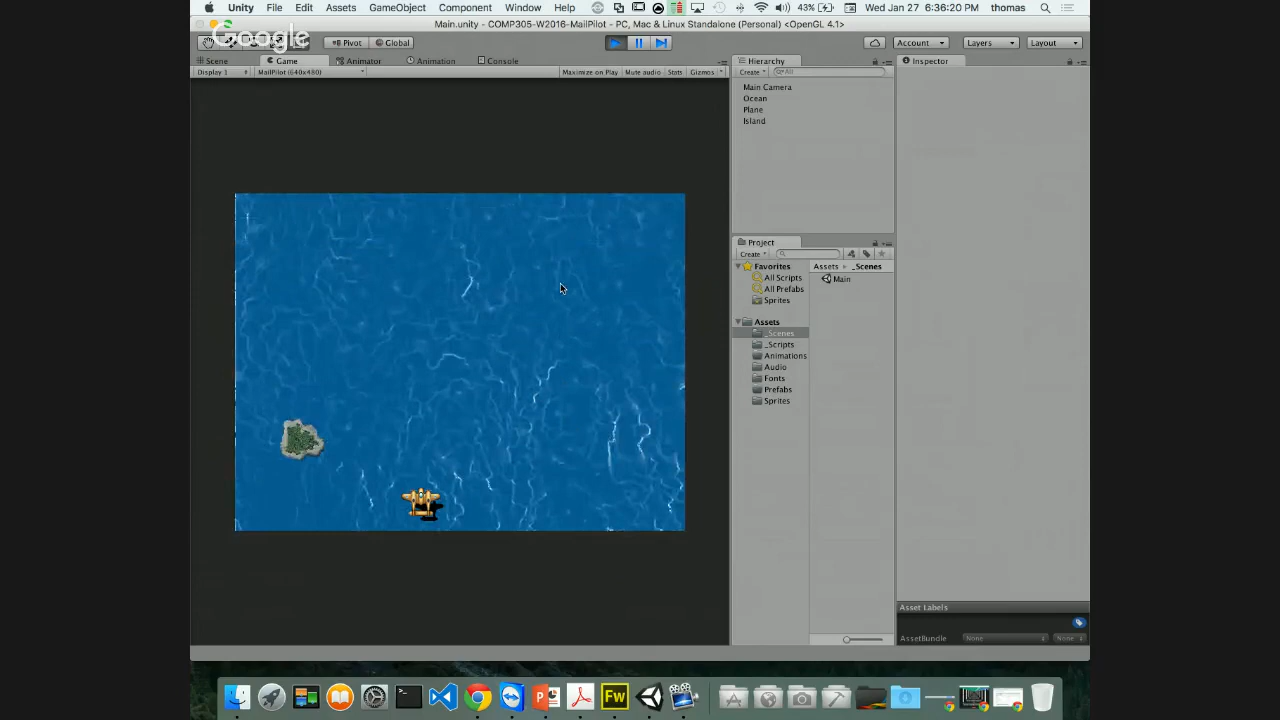 Unity File Edit Assets GameObject Component Window Help 43% Wed Jan 27 6:36:20 PM thomas
Main.unity - COMP305-W2016-MailPilot - PC, Mac & Linux Standalone (Personal) <OpenGL 4.1>
Google
Pivot Global Account Layers Layout
Scene Game Animator Animation Console
Display 1 MailPilot (640x480) Maximize on Play Mute audio Stats Gizmos
Hierarchy
Create All
Main Camera
Ocean
Plane
Island
Project
Create
Favorites
All Scripts
All Prefabs
Sprites
Assets
_Scenes
_Scripts
Animations
Audio
Fonts
Prefabs
Sprites
Assets _Scenes
Main
Inspector
Asset Labels
AssetBundle None None
Fw